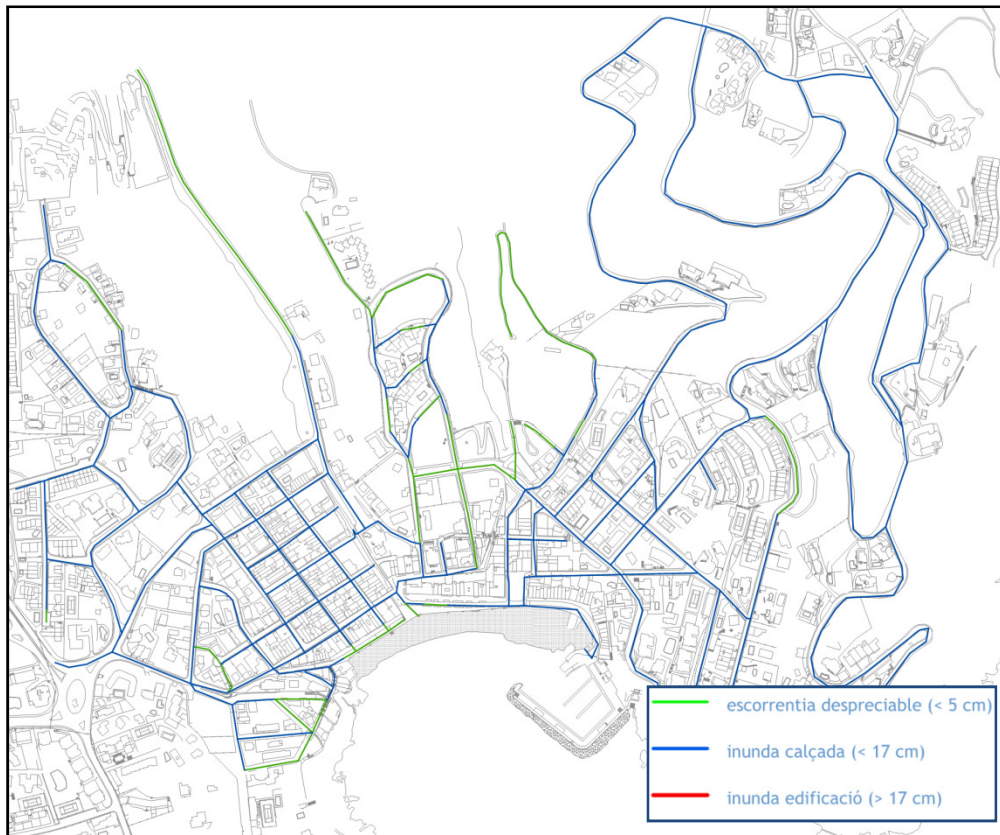 escorrentia despreciable (< 5 cm)
inunda calçada (< 17 cm)
inunda edificació (> 17 cm)